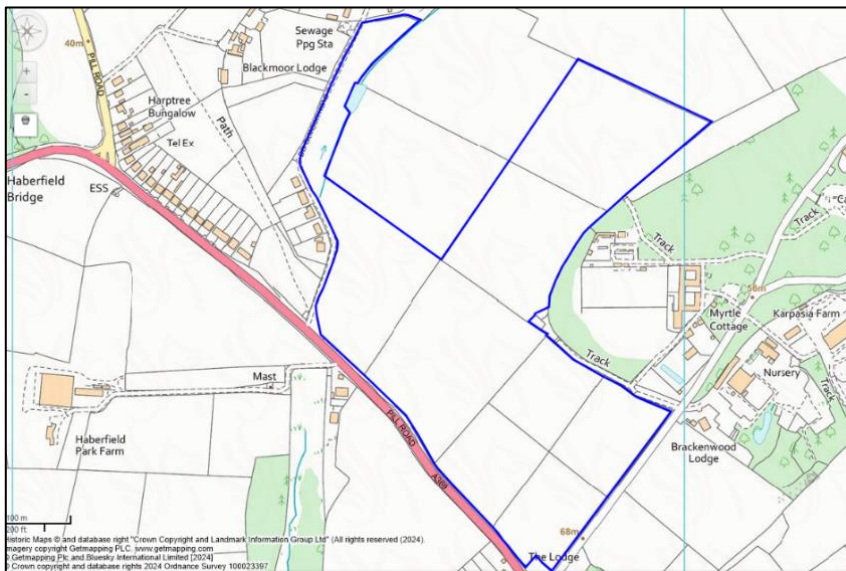 40m
PILL ROAD
Sewage
Ppg Sta
Blackmoor Lodge
+
-
Harptree
Bungalow
Path
Tel Ex
Haberfield
Bridge
ESS
Track
Track
58m
Myrtle
Cottage
Karpasia Farm
Track
Track
Nursery
Mast
PILL ROAD
Haberfield
Park Farm
Brackenwood
Lodge
A369
68m
The Lodge
100 m
200 ft
Historic Maps © and database right "Crown Copyright and Landmark Information Group Ltd" (All rights reserved (2024).
Imagery copyright Getmapping PLC. www.getmapping.com
© Getmapping Plc and Bluesky International Limited [2024]
© Crown copyright and database rights 2024 Ordnance Survey 100023397